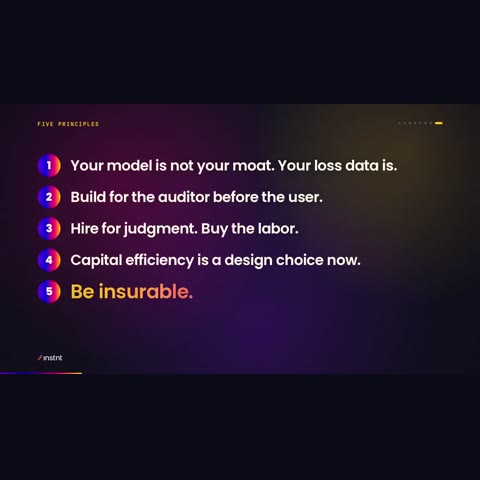 FIVE PRINCIPLES
1 Your model is not your moat. Your loss data is.
2 Build for the auditor before the user.
3 Hire for judgment. Buy the labor.
4 Capital efficiency is a design choice now.
5 Be insurable.
instnt